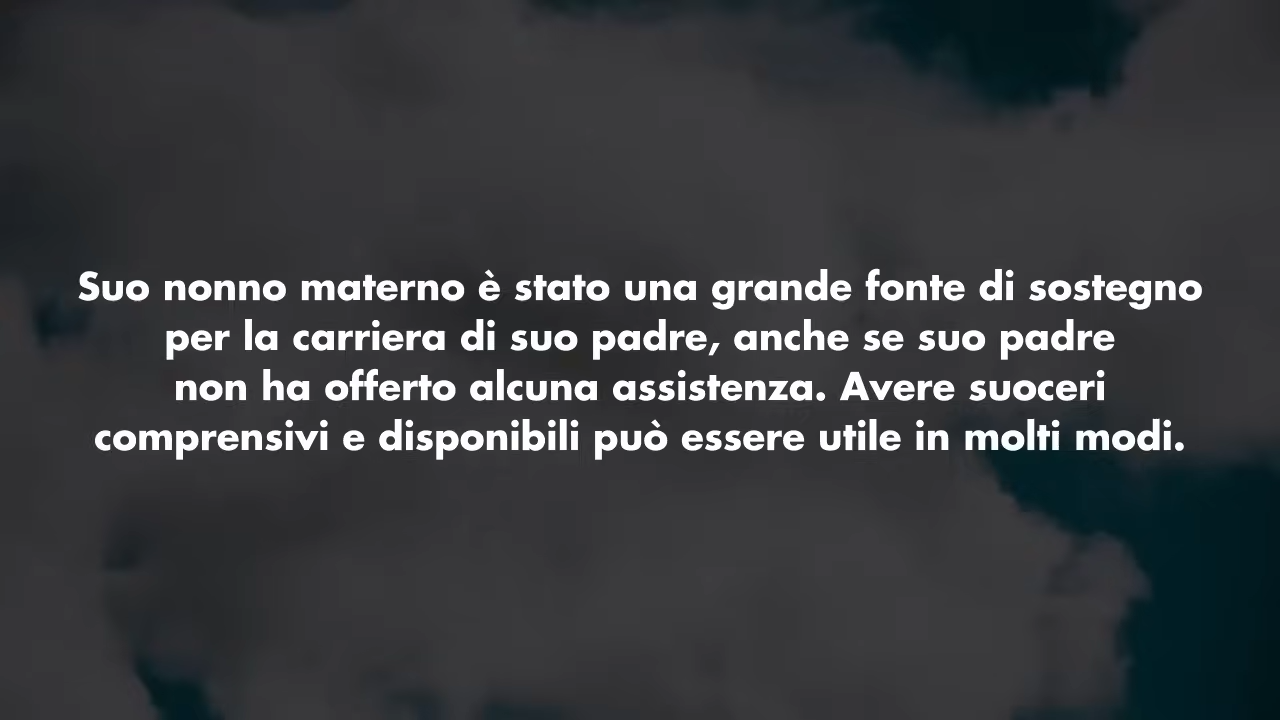 Suo nonno materno è stato una grande fonte di sostegno
per la carriera di suo padre, anche se suo padre
non ha offerto alcuna assistenza. Avere suoceri
comprensivi e disponibili può essere utile in molti modi.